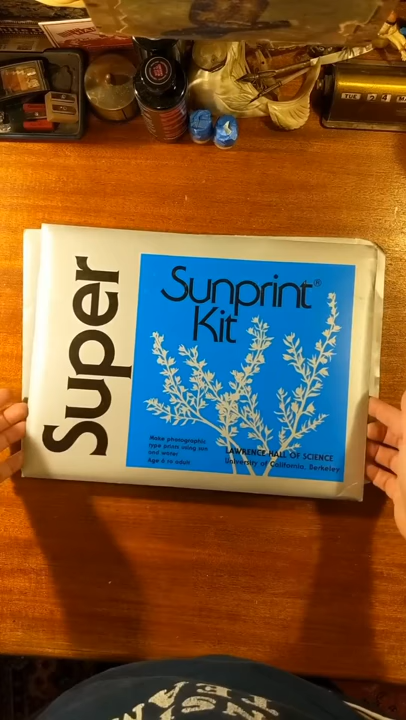 Super
Sunprint®
Kit
Make photographic
type prints using sun
and water
Age 6 to adult
LAWRENCE HALL OF SCIENCE
University of California, Berkeley